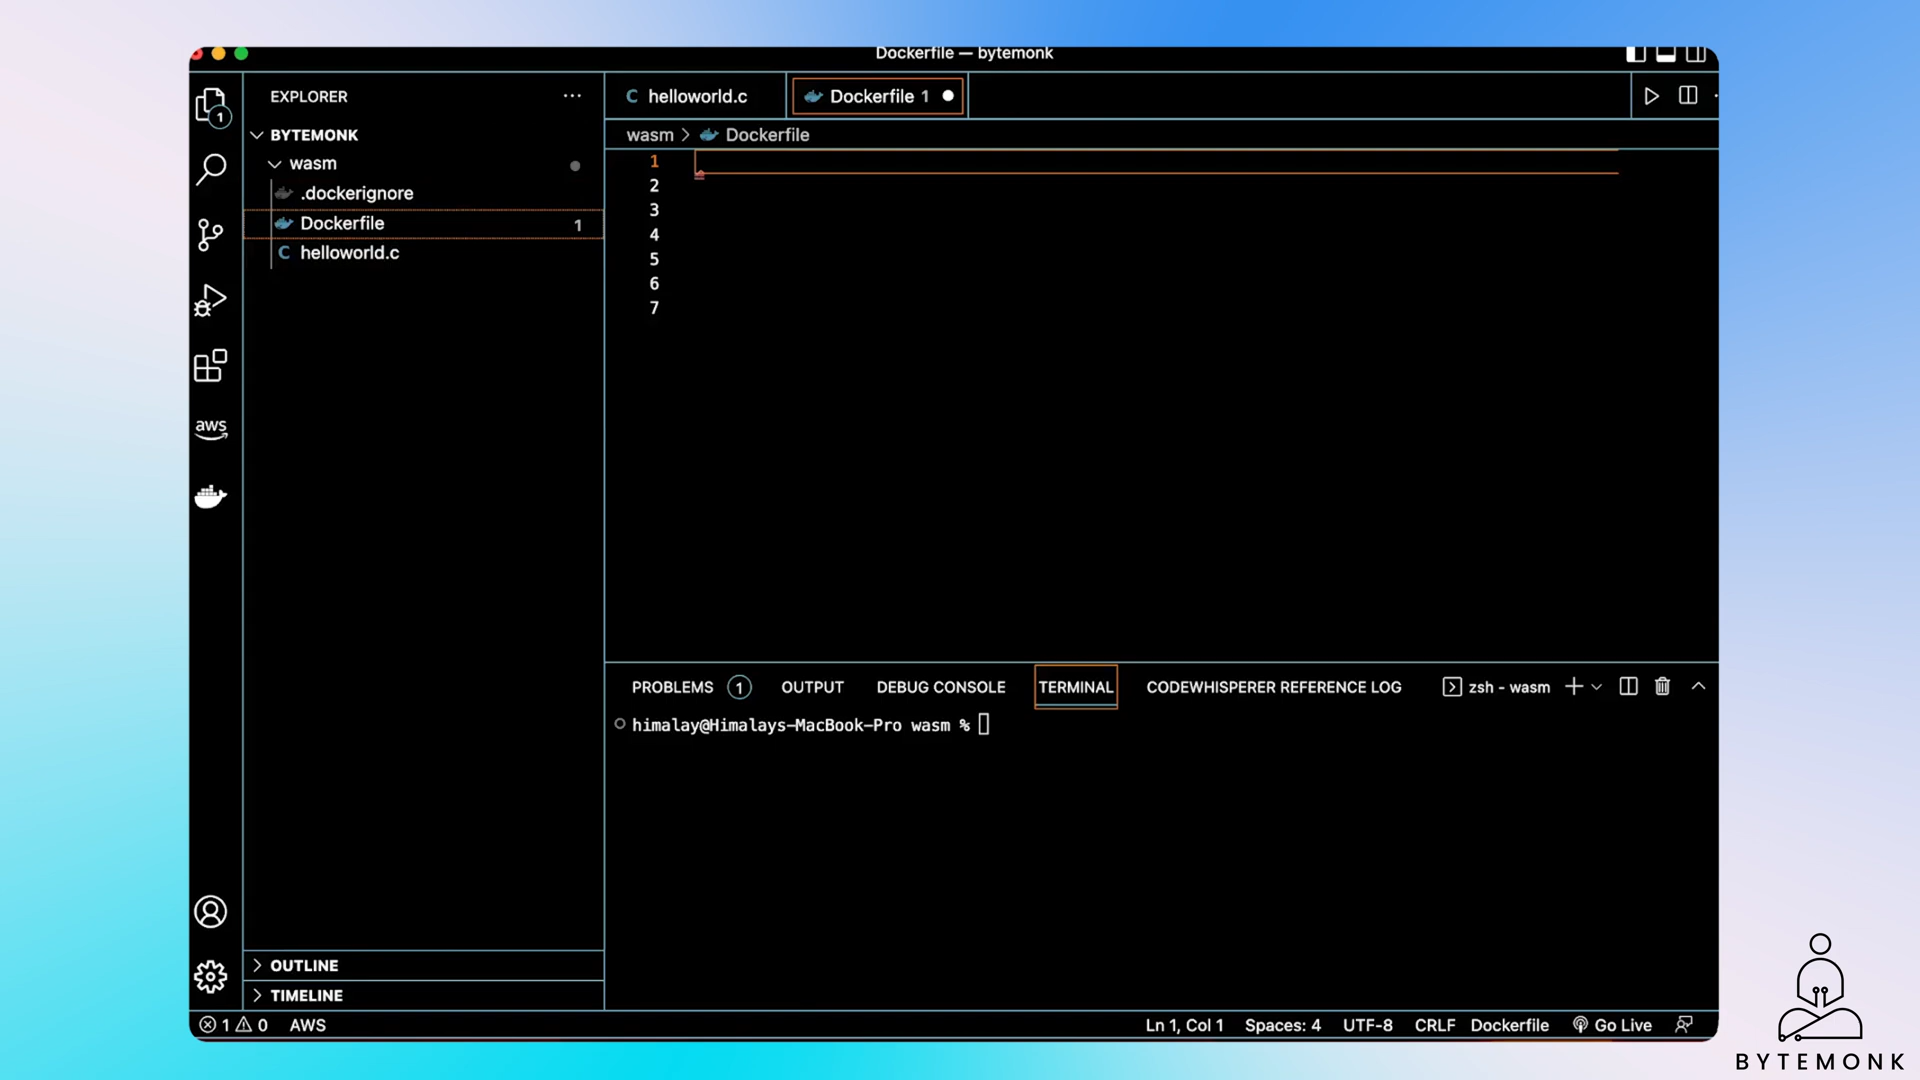 Dockerfile — bytemonk
EXPLORER
helloworld.c
Dockerfile 1
1
BYTEMONK
wasm > Dockerfile
wasm
.dockerignore
Dockerfile 1
helloworld.c
1
2
3
4
5
6
7
aws
PROBLEMS 1 OUTPUT DEBUG CONSOLE TERMINAL CODEWHISPERER REFERENCE LOG zsh - wasm
himalay@Himalays-MacBook-Pro wasm %
OUTLINE
TIMELINE
1 0 AWS Ln 1, Col 1 Spaces: 4 UTF-8 CRLF Dockerfile Go Live
BYTEMONK